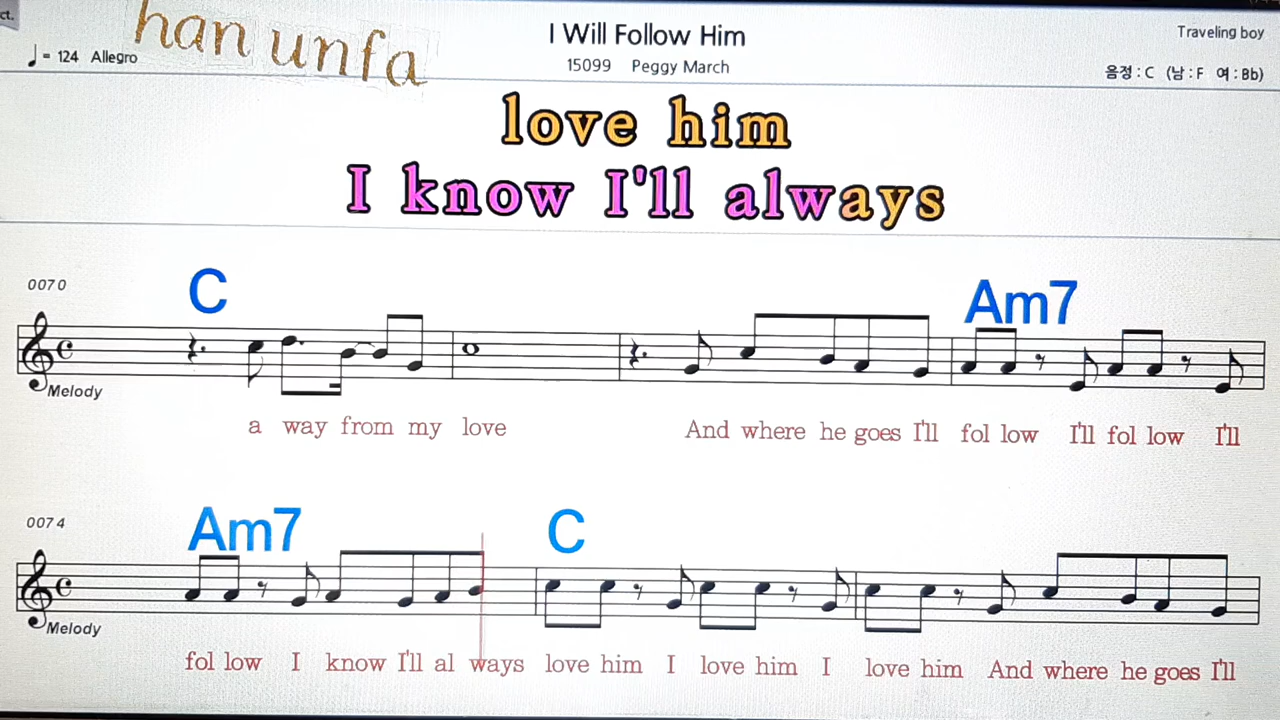 ct.
han unfa
♩ = 124 Allegro
I Will Follow Him
15099 Peggy March
Traveling boy
음정 : C (남 : F 여 : Bb)
love him
I know I'll always
0070
C
Am7
Melody
a way from my love And where he goes I'll fol low I'll fol low I'll
0074
Am7
C
Melody
fol low I know I'll al ways love him I love him I love him And where he goes I'll